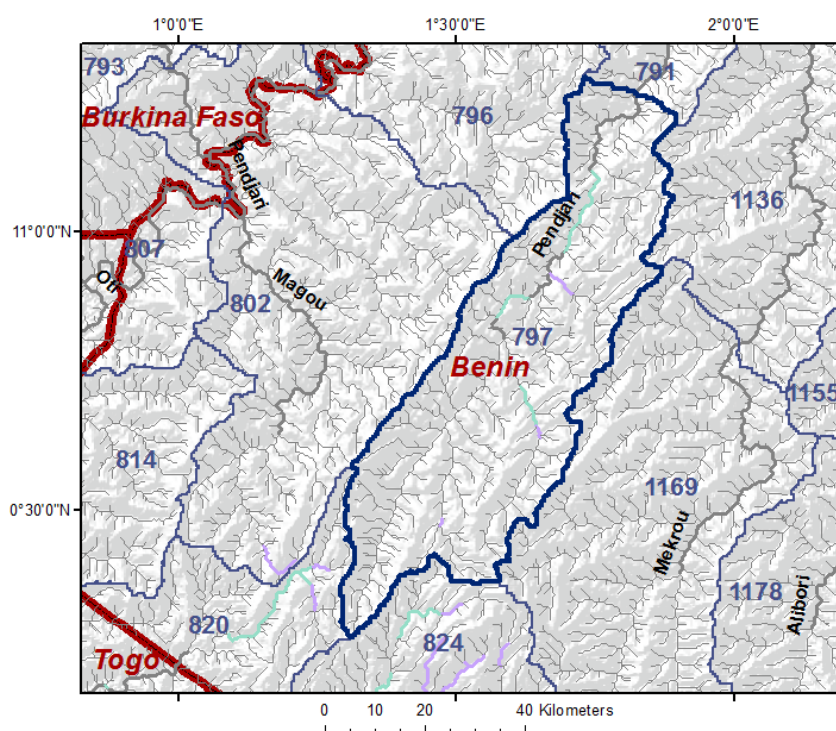 1°0'0"E
1°30'0"E
2°0'0"E
793
791
Burkina Faso
796
Pendjari
1136
Pendjari
11°0'0"N
807
Oti
802
Magou
797
Benin
1155
814
1169
0°30'0"N
Mekrou
1178
Alibori
820
824
Togo
0 10 20 40 Kilometers